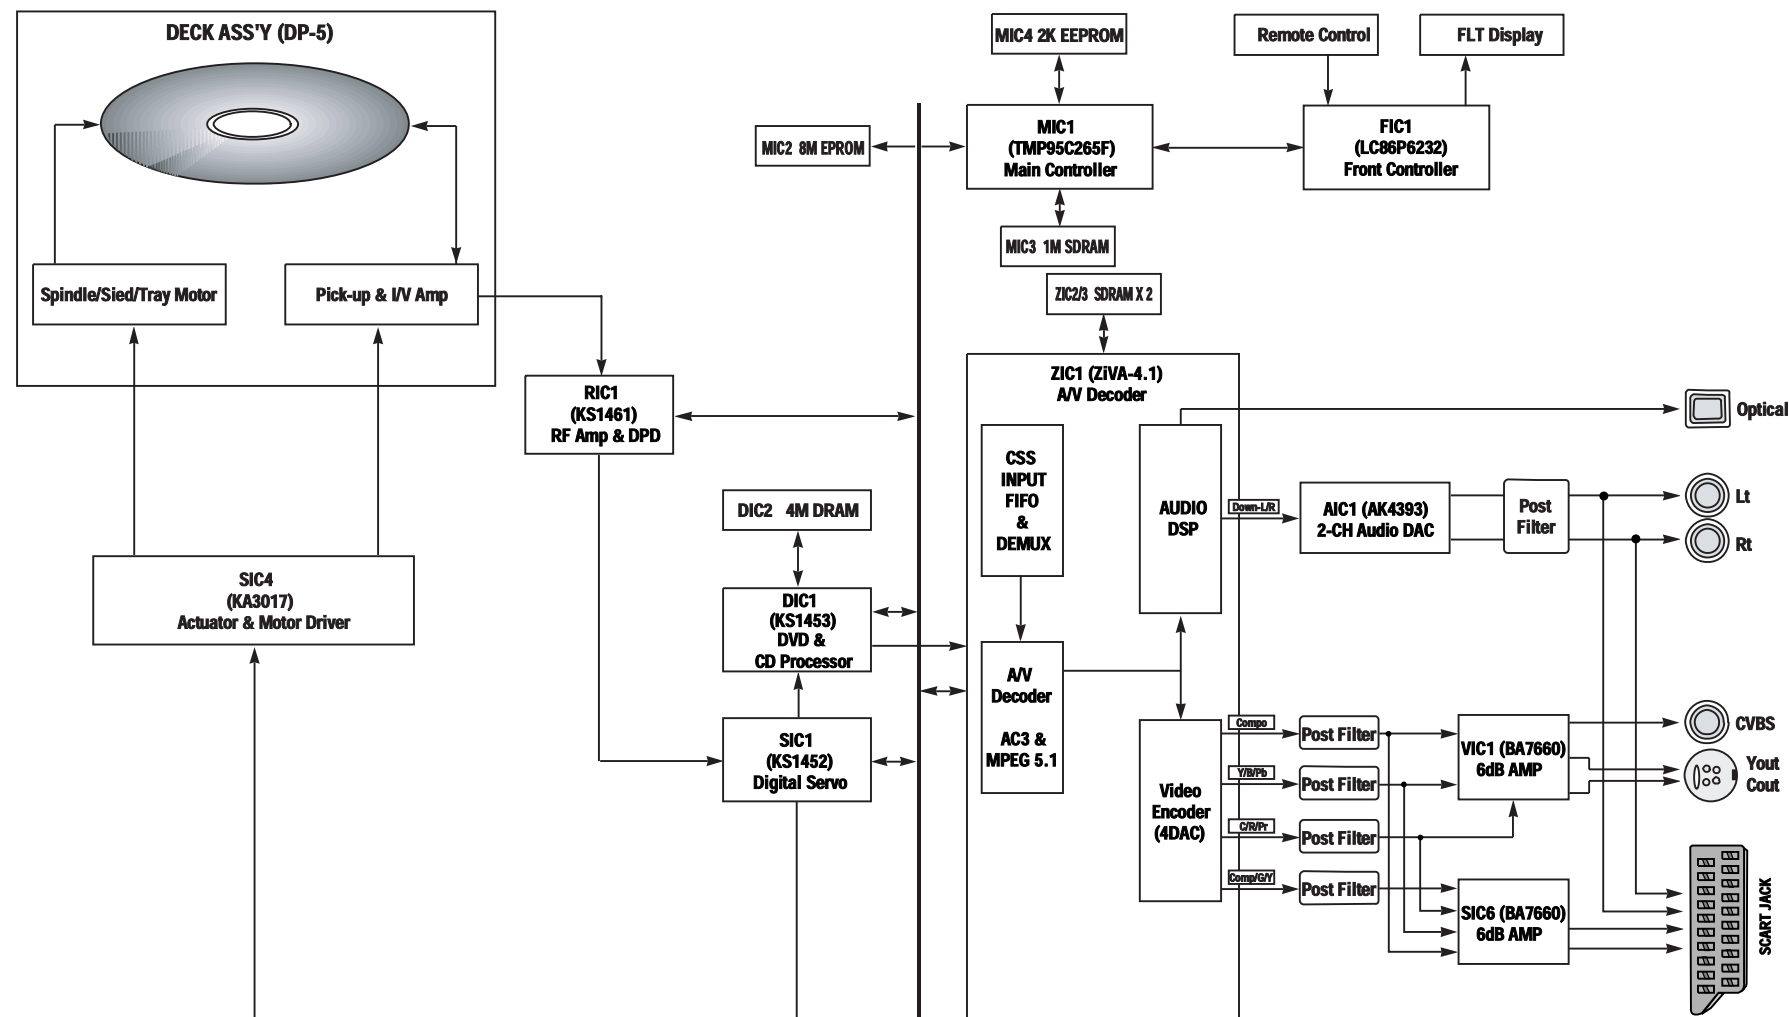 DECK ASS'Y (DP-5)
Spindle/Sied/Tray Motor
Pick-up & I/V Amp
SIC4
(KA3017)
Actuator & Motor Driver
RIC1
(KS1461)
RF Amp & DPD
DIC2 4M DRAM
DIC1
(KS1453)
DVD &
CD Processor
SIC1
(KS1452)
Digital Servo
MIC2 8M EPROM
MIC4 2K EEPROM
MIC1
(TMP95C265F)
Main Controller
MIC3 1M SDRAM
Remote Control
FLT Display
FIC1
(LC86P6232)
Front Controller
ZIC2/3 SDRAM X 2
ZIC1 (ZiVA-4.1)
A/V Decoder
CSS
INPUT
FIFO
&
DEMUX
A/V
Decoder
AC3 &
MPEG 5.1
AUDIO
DSP
Video
Encoder
(4DAC)
Down-L/R
AIC1 (AK4393)
2-CH Audio DAC
Post
Filter
Compo
Post Filter
Y/B/Pb
Post Filter
C/R/Pr
Post Filter
Comp/G/Y
Post Filter
VIC1 (BA7660)
6dB AMP
SIC6 (BA7660)
6dB AMP
Optical
Lt
Rt
CVBS
Yout
Cout
SCART JACK